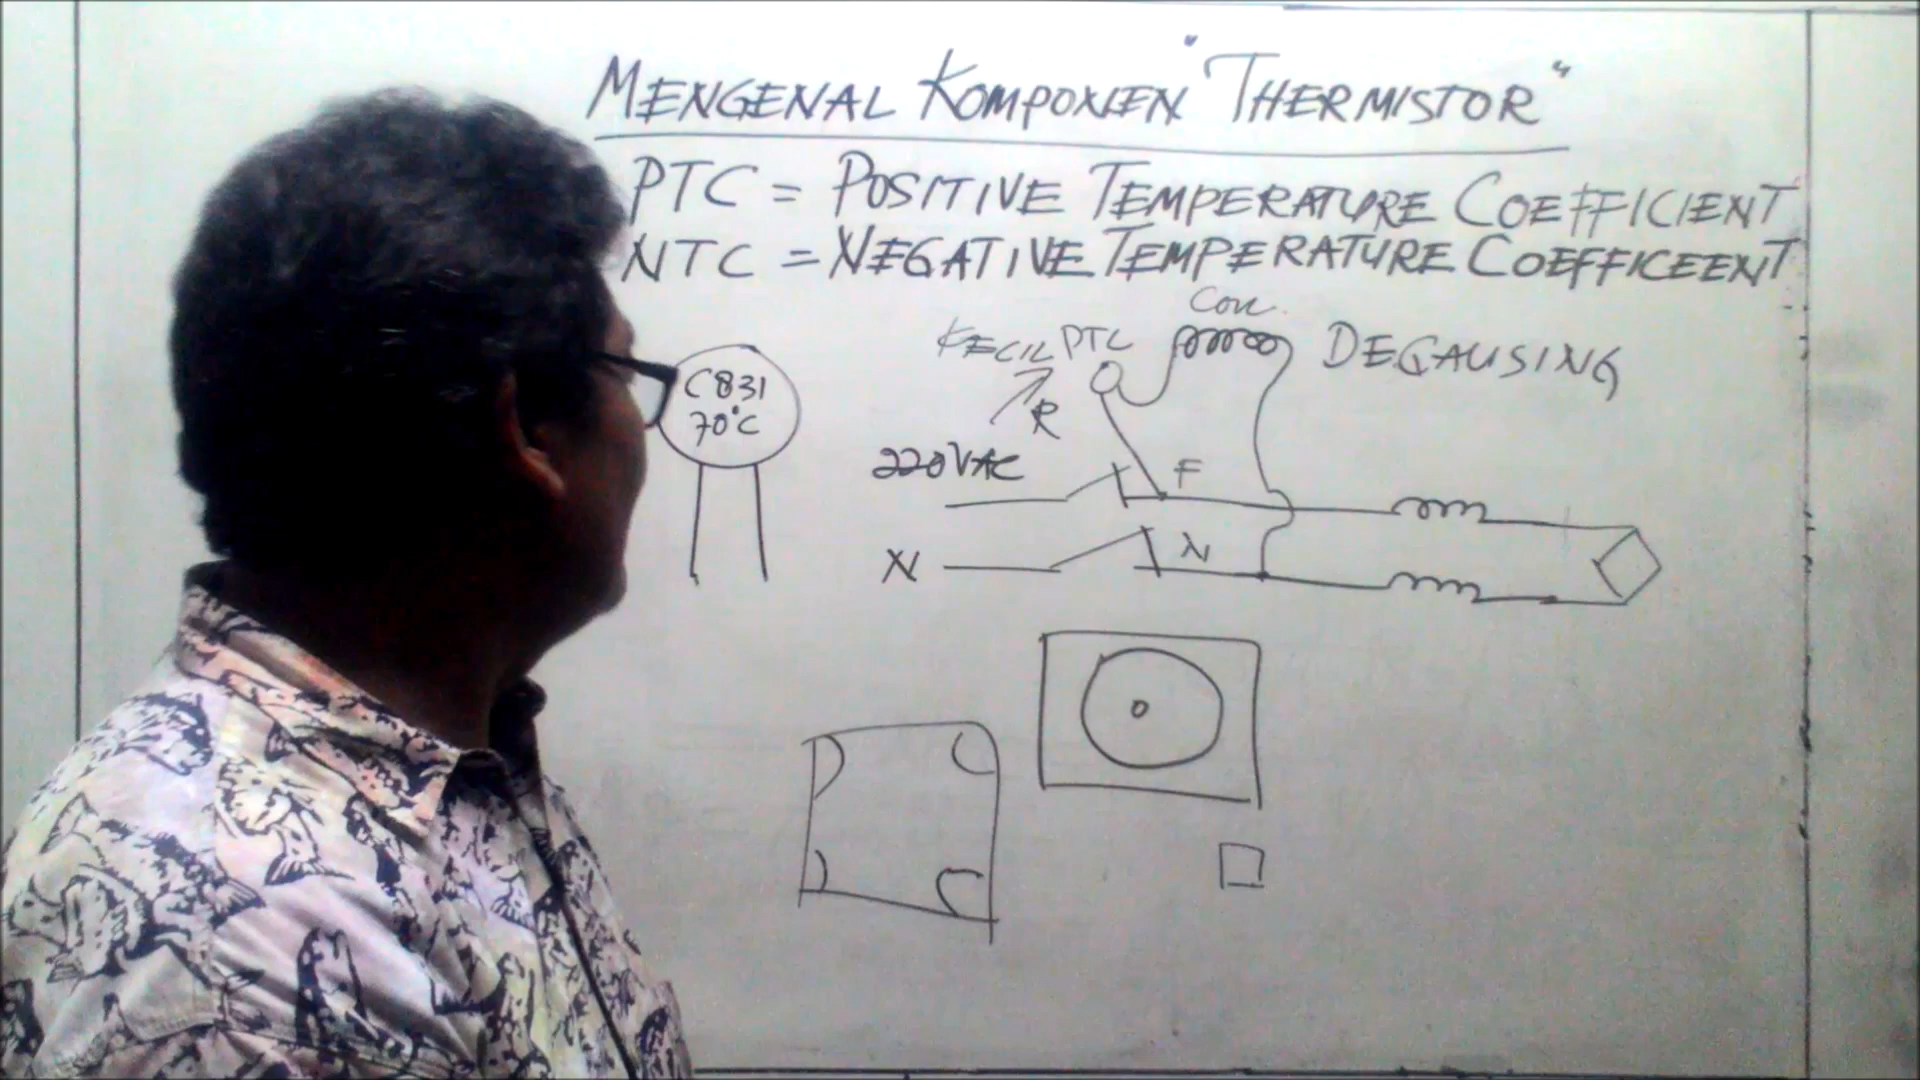 MENGENAL KOMPONEN "THERMISTOR"
PTC = POSITIVE TEMPERATURE COEFFICIENT
NTC = NEGATIVE TEMPERATURE COEFFICEENT
COIL
KECIL PTC DEGAUSING
C831
70°C
R
220VAC F
N N